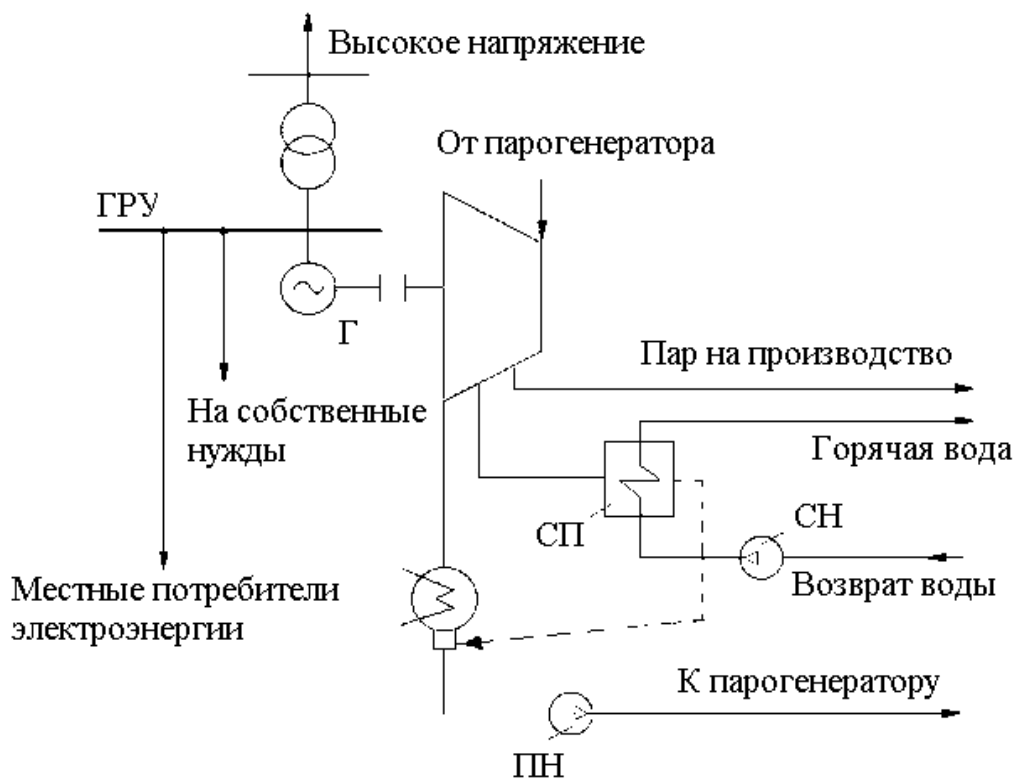 Высокое напряжение
От парогенератора
ГРУ
Г
Пар на производство
На собственные
нужды
Горячая вода
СП
СН
Возврат воды
Местные потребители
электроэнергии
К парогенератору
ПН